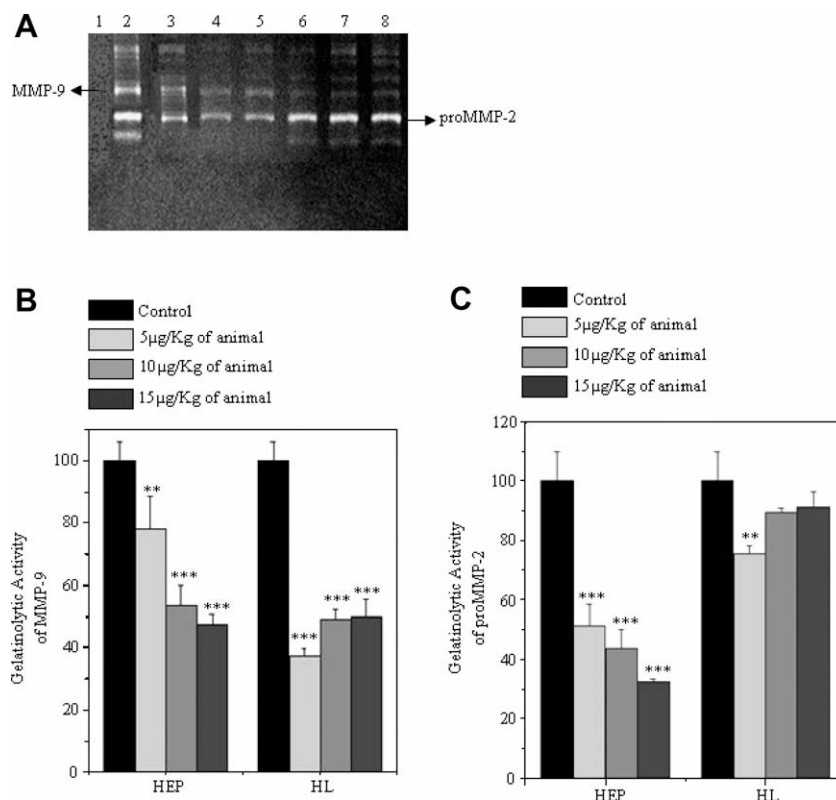 A
1 2 3 4 5 6 7 8
MMP-9
proMMP-2
B
Control
5µg/Kg of animal
10µg/Kg of animal
15µg/Kg of animal
Gelatinolytic Activity
of MMP-9
100
80
60
40
20
0
**
***
***
***
***
***
HEP HL
C
Control
5µg/Kg of animal
10µg/Kg of animal
15µg/Kg of animal
Gelatinolytic Activity
of proMMP-2
120
100
80
60
40
20
0
***
***
***
**
HEP HL